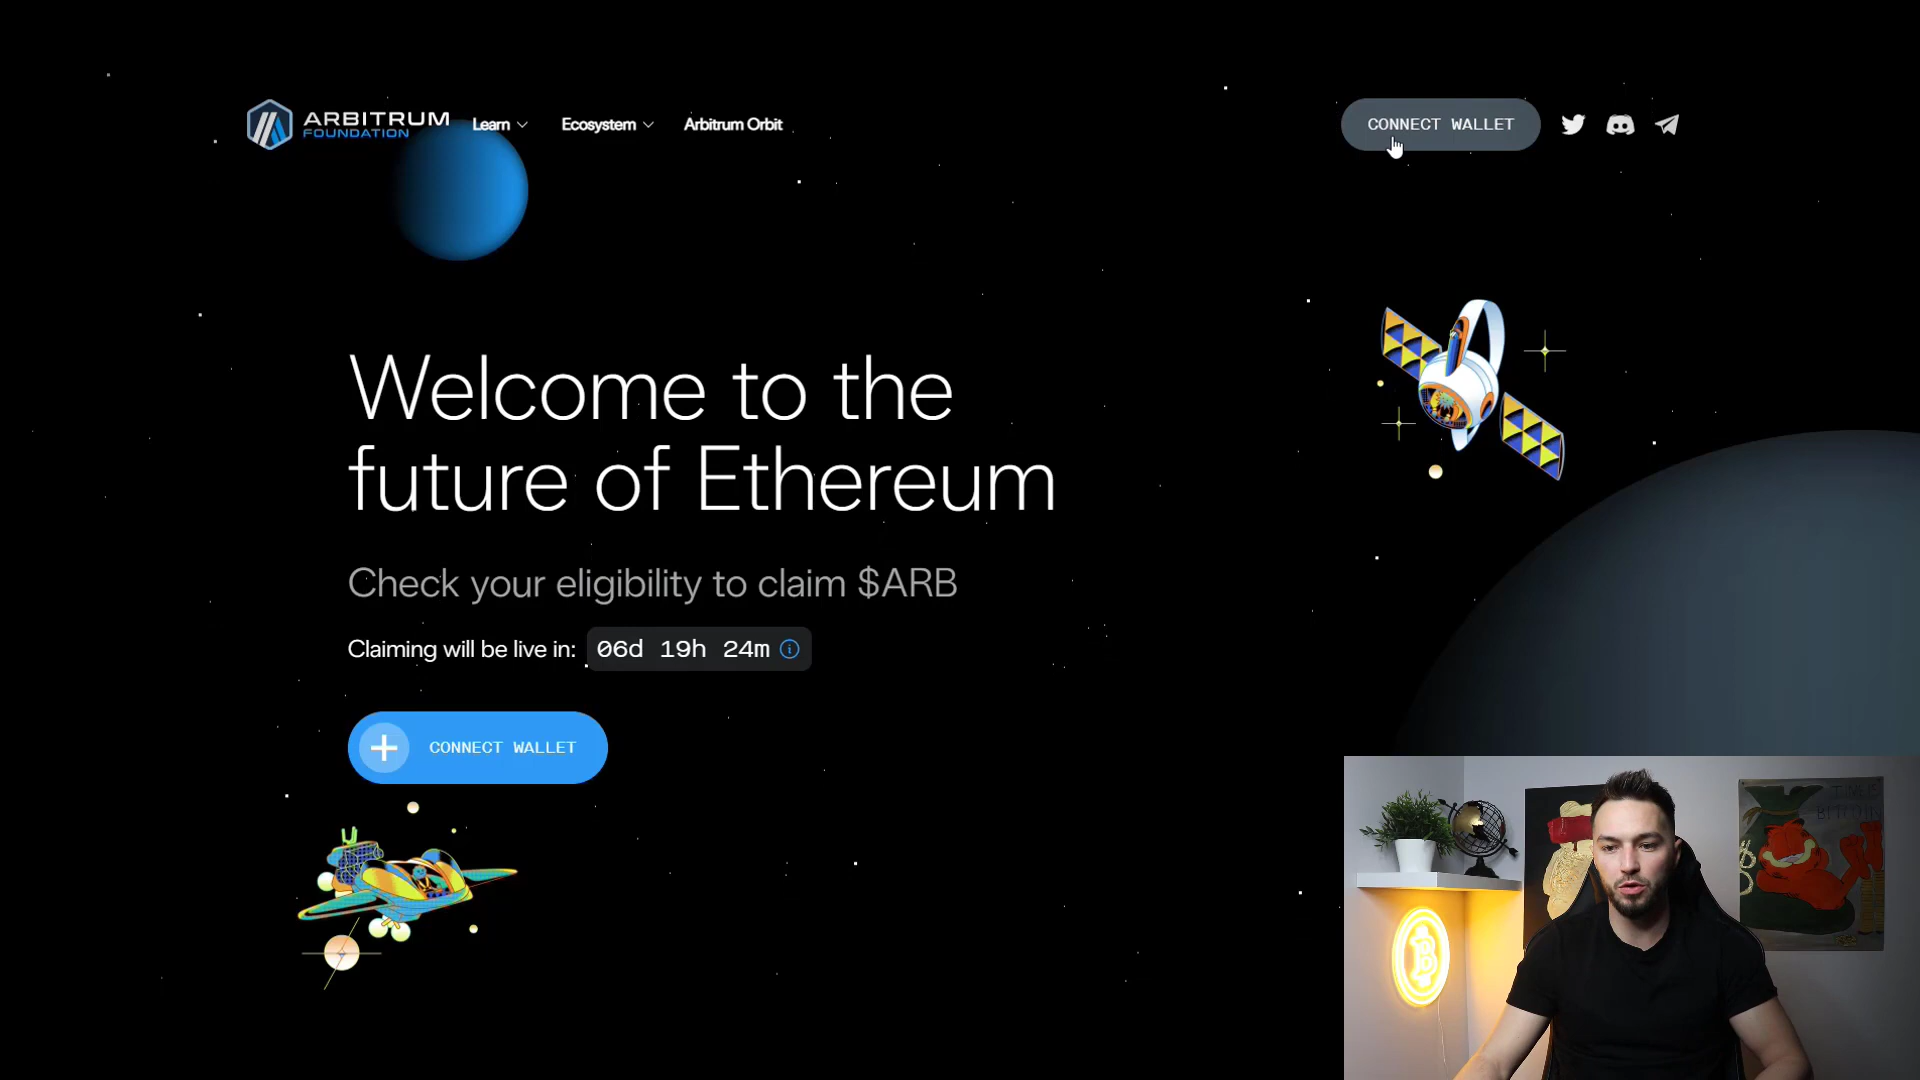 ARBITRUM
FOUNDATION
Learn
Ecosystem
Arbitrum Orbit
CONNECT WALLET
Welcome to the
future of Ethereum
Check your eligibility to claim $ARB
Claiming will be live in: 06d 19h 24m
CONNECT WALLET
BITCOIN